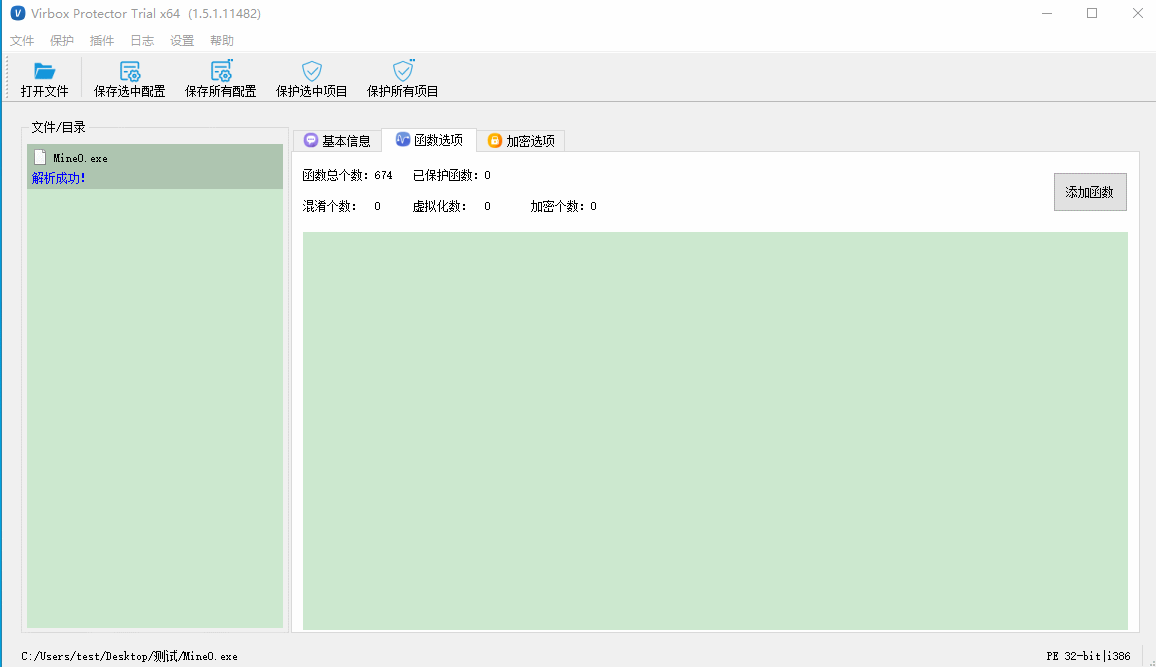 Virbox Protector Trial x64 (1.5.1.11482)
文件 保护 插件 日志 设置 帮助
打开文件 保存选中配置 保存所有配置 保护选中项目 保护所有项目
文件/目录
Mine0.exe
解析成功!
基本信息 函数选项 加密选项
函数总个数: 674 已保护函数: 0
混淆个数: 0 虚拟化数: 0 加密个数: 0
添加函数
C:/Users/test/Desktop/测试/Mine0.exe PE 32-bit|i386